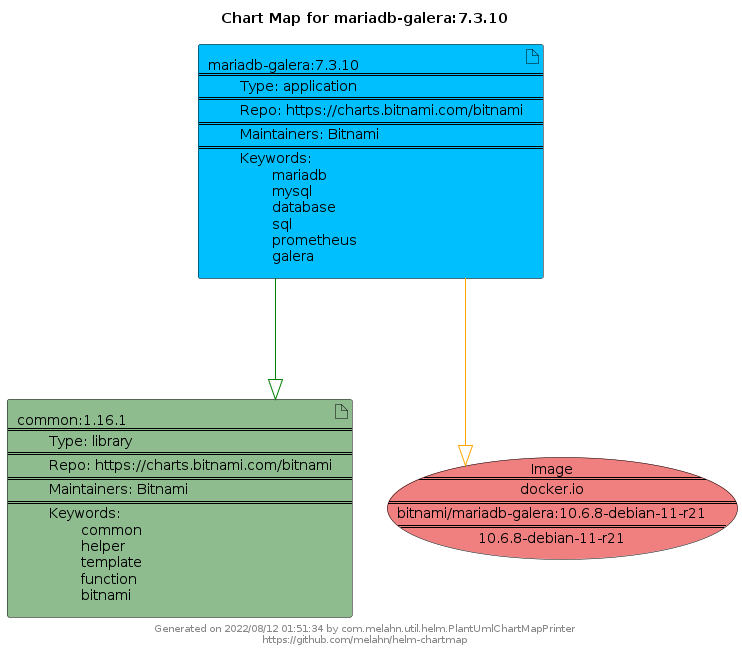 Chart Map for mariadb-galera:7.3.10
mariadb-galera:7.3.10
Type: application
Repo: https://charts.bitnami.com/bitnami
Maintainers: Bitnami
Keywords:
mariadb
mysql
database
sql
prometheus
galera
common:1.16.1
Type: library
Repo: https://charts.bitnami.com/bitnami
Maintainers: Bitnami
Keywords:
common
helper
template
function
bitnami
Image
docker.io
bitnami/mariadb-galera:10.6.8-debian-11-r21
10.6.8-debian-11-r21
Generated on 2022/08/12 01:51:34 by com.melahn.util.helm.PlantUmlChartMapPrinter
https://github.com/melahn/helm-chartmap